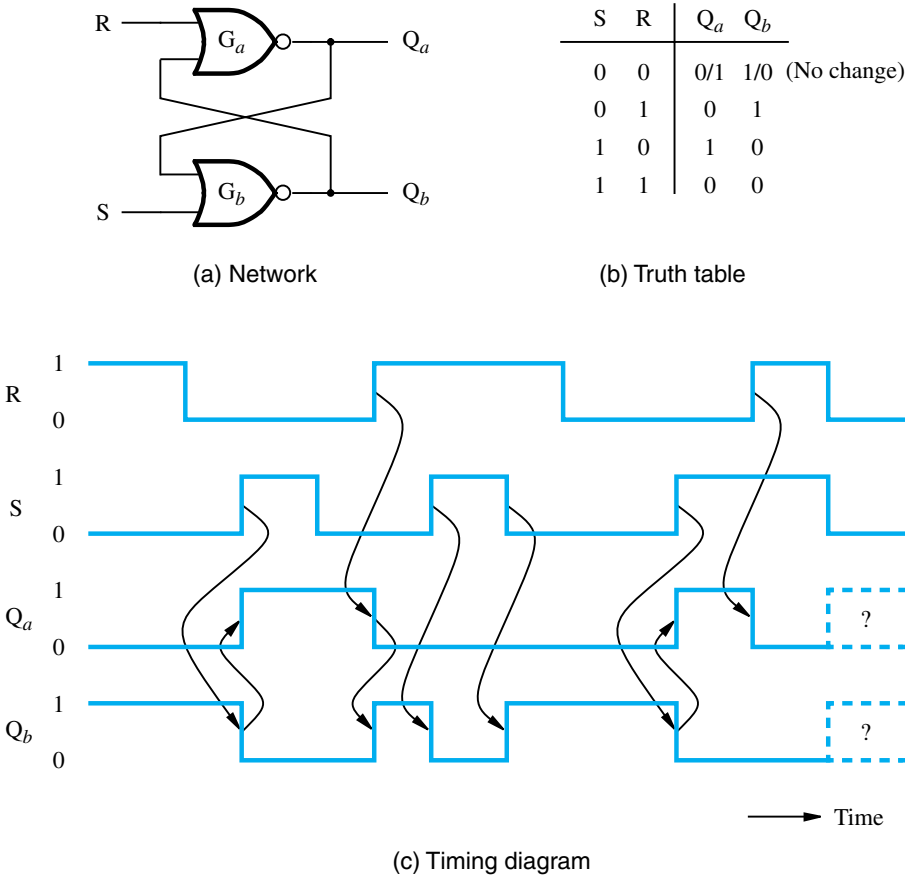 R
G_a
Q_a
G_b
Q_b
S
(a) Network
S R Q_a Q_b
0 0 0/1 1/0 (No change)
0 1 0 1
1 0 1 0
1 1 0 0
(b) Truth table
1
R
0
1
S
0
1
Q_a ?
0
1
Q_b ?
0
Time
(c) Timing diagram